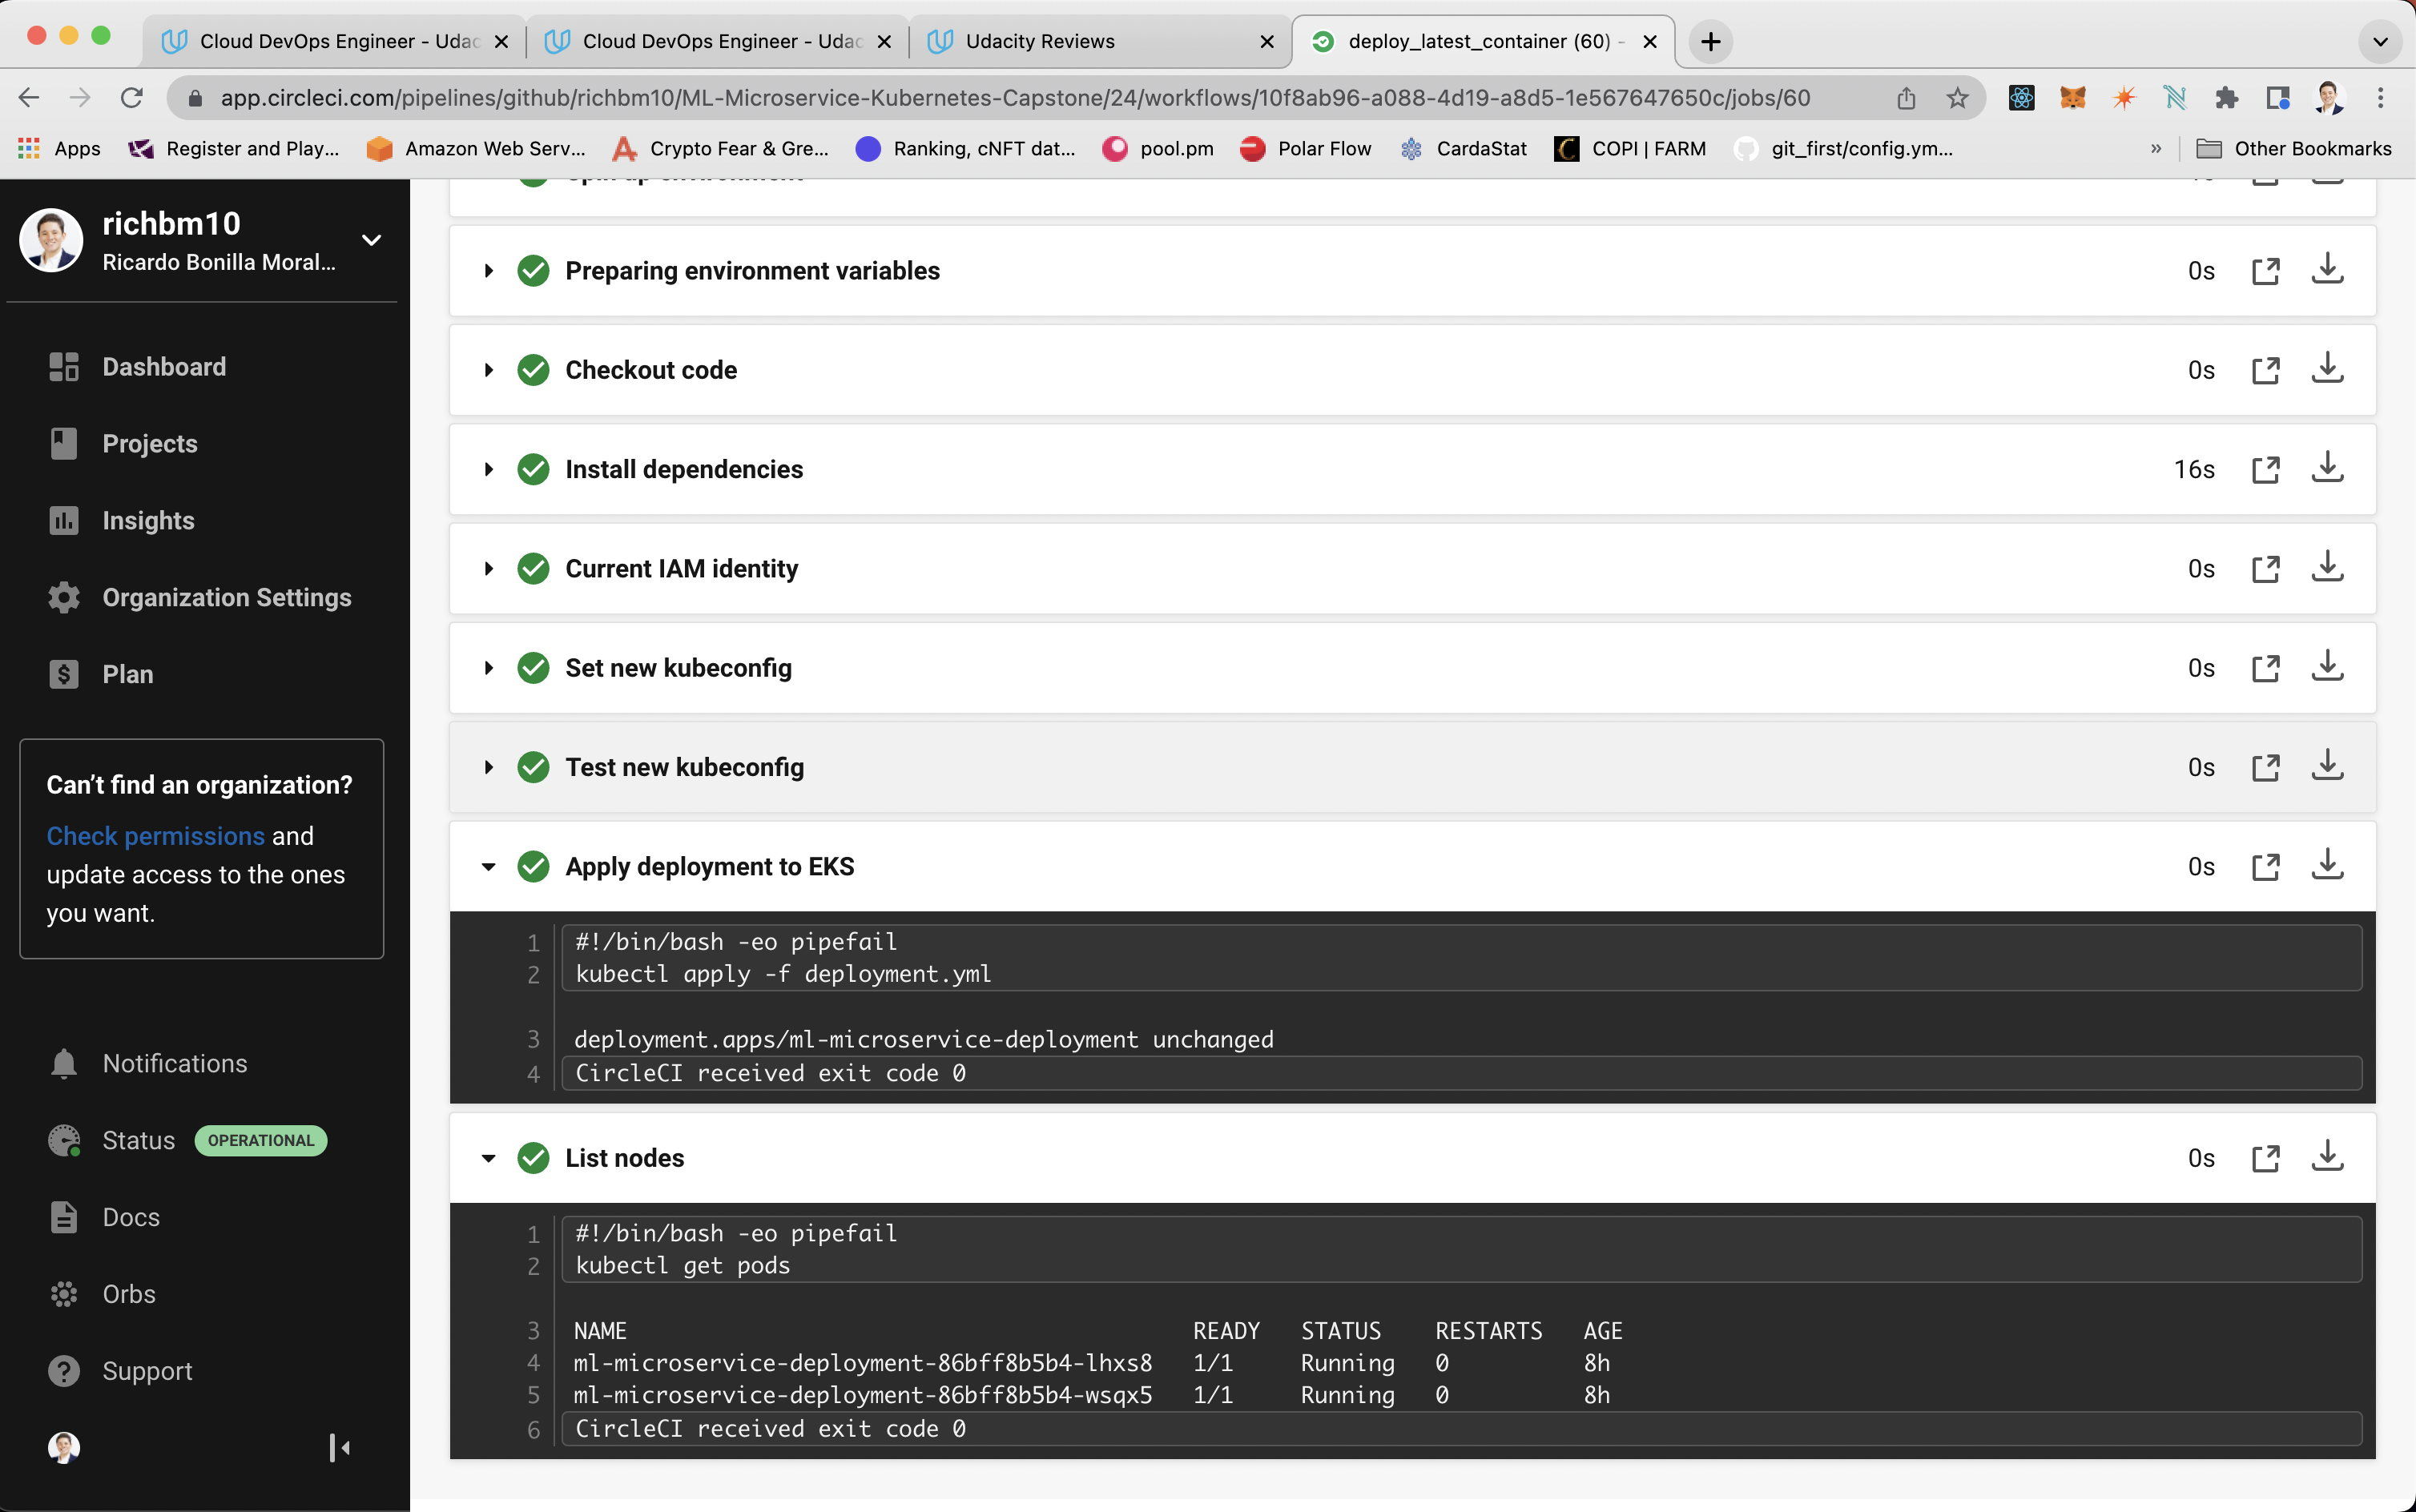 Cloud DevOps Engineer - Udac
Cloud DevOps Engineer - Udac
Udacity Reviews
deploy_latest_container (60) -
app.circleci.com/pipelines/github/richbm10/ML-Microservice-Kubernetes-Capstone/24/workflows/10f8ab96-a088-4d19-a8d5-1e567647650c/jobs/60
Apps
Register and Play...
Amazon Web Serv...
Crypto Fear & Gre...
Ranking, cNFT dat...
pool.pm
Polar Flow
CardaStat
COPI | FARM
git_first/config.ym...
»
Other Bookmarks
richbm10
Ricardo Bonilla Moral...
Dashboard
Projects
Insights
Organization Settings
Plan
Can't find an organization?
Check permissions and
update access to the ones
you want.
Notifications
Status OPERATIONAL
Docs
Orbs
Support
Preparing environment variables 0s
Checkout code 0s
Install dependencies 16s
Current IAM identity 0s
Set new kubeconfig 0s
Test new kubeconfig 0s
Apply deployment to EKS 0s
1 #!/bin/bash -eo pipefail
2 kubectl apply -f deployment.yml
3 deployment.apps/ml-microservice-deployment unchanged
4 CircleCI received exit code 0
List nodes 0s
1 #!/bin/bash -eo pipefail
2 kubectl get pods
3 NAME READY STATUS RESTARTS AGE
4 ml-microservice-deployment-86bff8b5b4-lhxs8 1/1 Running 0 8h
5 ml-microservice-deployment-86bff8b5b4-wsqx5 1/1 Running 0 8h
6 CircleCI received exit code 0